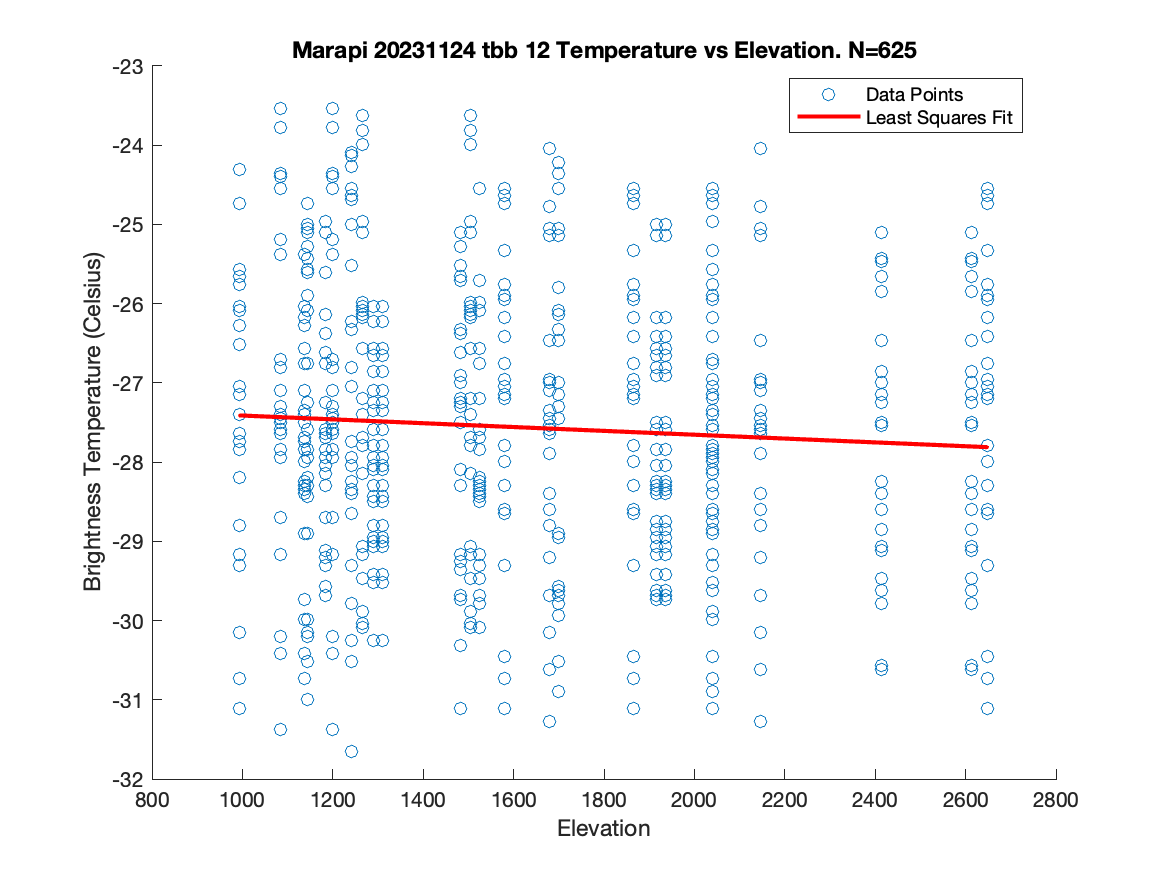 Marapi 20231124 tbb 12 Temperature vs Elevation. N=625
Data Points
Least Squares Fit
Brightness Temperature (Celsius)
-23
-24
-25
-26
-27
-28
-29
-30
-31
-32
800 1000 1200 1400 1600 1800 2000 2200 2400 2600 2800
Elevation